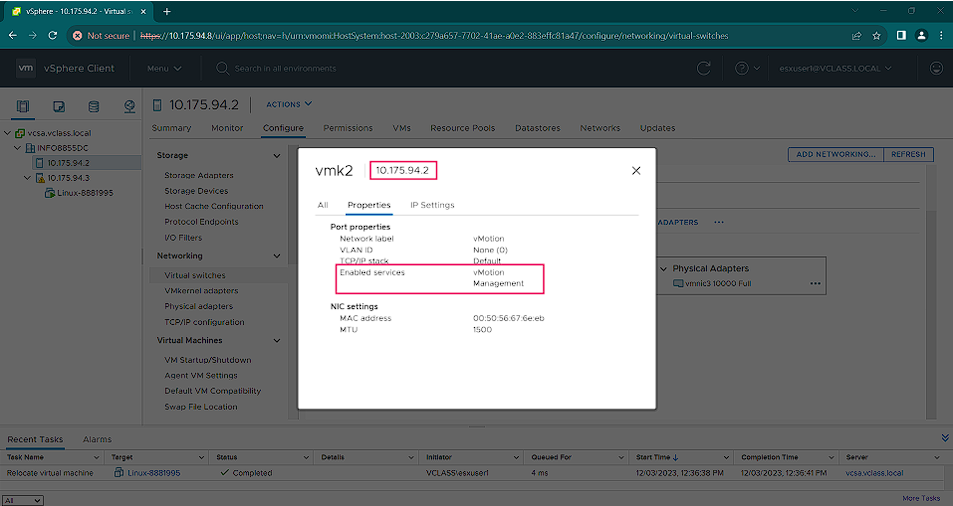 vSphere - 10.175.94.2 - Virtual s
Not secure https://10.175.94.8/ui/app/host;nav=h/urn:vmomi:HostSystem:host-2003:c279a657-7702-41ae-a0e2-883effc81a47/configure/networking/virtual-switches
vm vSphere Client Menu Search in all environments esxuser1@VCLASS.LOCAL
10.175.94.2 ACTIONS
Summary Monitor Configure Permissions VMs Resource Pools Datastores Networks Updates
vcsa.vclass.local
INFO8855DC
10.175.94.2
10.175.94.3
Linux-8881995
Storage
Storage Adapters
Storage Devices
Host Cache Configuration
Protocol Endpoints
I/O Filters
Networking
Virtual switches
VMkernel adapters
Physical adapters
TCP/IP configuration
Virtual Machines
VM Startup/Shutdown
Agent VM Settings
Default VM Compatibility
Swap File Location
ADD NETWORKING... REFRESH
ADAPTERS ...
Physical Adapters
vmnic3 10000 Full ...
vmk2 10.175.94.2
All Properties IP Settings
Port properties
Network label vMotion
VLAN ID None (0)
TCP/IP stack Default
Enabled services vMotion
Management
NIC settings
MAC address 00:50:56:67:6e:eb
MTU 1500
Recent Tasks Alarms
Task Name Target Status Details Initiator Queued For Start Time Completion Time Server
Relocate virtual machine Linux-8881995 Completed VCLASS\esxuser1 4 ms 12/03/2023, 12:36:38 PM 12/03/2023, 12:36:41 PM vcsa.vclass.local
All More Tasks